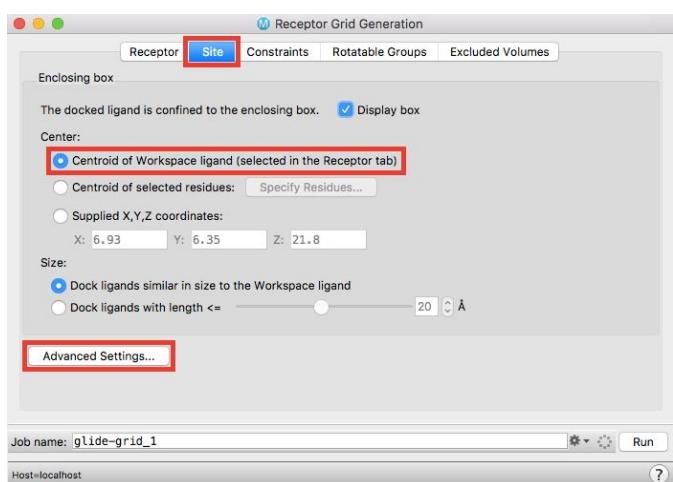 Receptor Grid Generation
Receptor Site Constraints Rotatable Groups Excluded Volumes
Enclosing box
The docked ligand is confined to the enclosing box. Display box
Center:
Centroid of Workspace ligand (selected in the Receptor tab)
Centroid of selected residues: Specify Residues...
Supplied X,Y,Z coordinates:
X: 6.93 Y: 6.35 Z: 21.8
Size:
Dock ligands similar in size to the Workspace ligand
Dock ligands with length <= 20 Å
Advanced Settings...
Job name: glide-grid_1 Run
Host=localhost ?